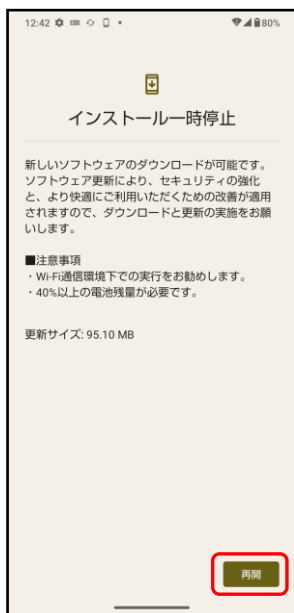 12:42
80%
インストール一時停止
新しいソフトウェアのダウンロードが可能です。
ソフトウェア更新により、セキュリティの強化
と、より快適にご利用いただくための改善が適用
されますので、ダウンロードと更新の実施をお願
いします。
■注意事項
・Wi-Fi通信環境下での実行をお勧めします。
・40%以上の電池残量が必要です。
更新サイズ: 95.10 MB
再開